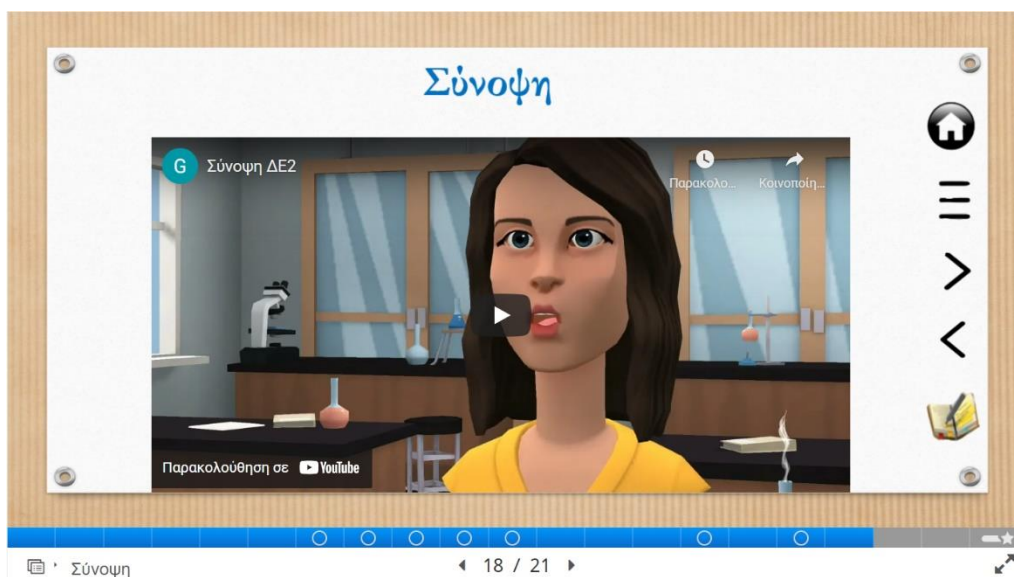 Σύνοψη
G Σύνοψη ΔΕ2
Παρακολο... Κοινοποίη...
Παρακολούθηση σε YouTube
Σύνοψη 18 / 21